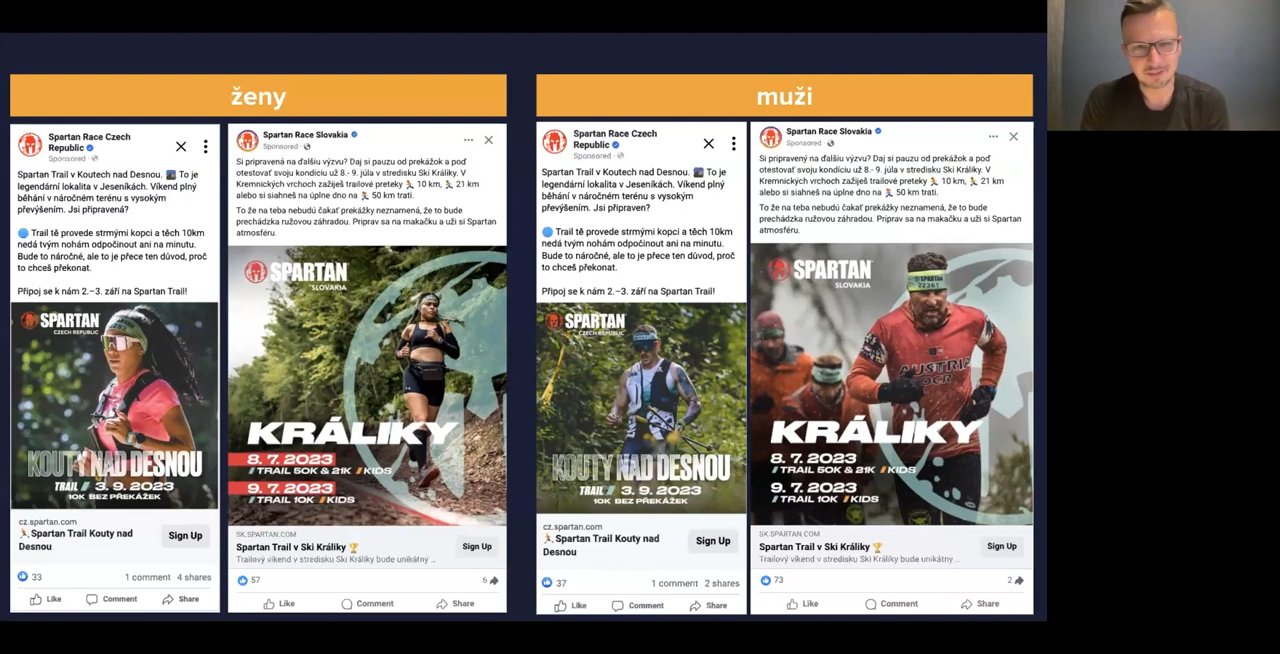 ženy
Spartan Race Czech
Republic
Sponsored
Spartan Trail v Koutech nad Desnou. 🌄 To je
legendární lokalita v Jeseníkách. Víkend plný
běhání v náročném terénu s vysokým
převýšením. Jsi připravená?
🔵 Trail tě provede strmými kopci a těch 10km
nedá tvým nohám odpočinout ani na minutu.
Bude to náročné, ale to je přece ten důvod, proč
to chceš překonat.
Připoj se k nám 2.–3. září na Spartan Trail!
SPARTAN
CZECH REPUBLIC
KOUTY NAD DESNOU
TRAIL // 3. 9. 2023
10K BEZ PŘEKÁŽEK
cz.spartan.com
🏃Spartan Trail Kouty nad
Desnou
Sign Up
33
1 comment 4 shares
Like Comment Share
Spartan Race Slovakia
Sponsored
Si pripravená na ďalšiu výzvu? Daj si pauzu od prekážok a poď
otestovať svoju kondíciu už 8.- 9. júla v stredisku Ski Králiky. V
Kremnických vrchoch zažiješ trailové preteky 🏃 10 km, 🏃 21 km
alebo si siahneš na úplne dno na 🏃 50 km trati.
To že na teba nebudú čakať prekážky neznamená, že to bude
prechádzka ružovou záhradou. Priprav sa na makačku a uži si Spartan
atmosféru.
SPARTAN
SLOVAKIA
KRÁLIKY
8. 7. 2023
// TRAIL 50K & 21K // KIDS
9. 7. 2023
// TRAIL 10K // KIDS
SK.SPARTAN.COM
Spartan Trail v Ski Králiky 🏆
Trailový víkend v stredisku Ski Králiky bude unikátny ...
Sign Up
57
6
Like Comment Share
muži
Spartan Race Czech
Republic
Sponsored
Spartan Trail v Koutech nad Desnou. 🌄 To je
legendární lokalita v Jeseníkách. Víkend plný
běhání v náročném terénu s vysokým
převýšením. Jsi připraven?
🔵 Trail tě provede strmými kopci a těch 10km
nedá tvým nohám odpočinout ani na minutu.
Bude to náročné, ale to je přece ten důvod, proč
to chceš překonat.
Připoj se k nám 2.–3. září na Spartan Trail!
SPARTAN
CZECH REPUBLIC
KOUTY NAD DESNOU
TRAIL // 3. 9. 2023
10K BEZ PŘEKÁŽEK
cz.spartan.com
🏃Spartan Trail Kouty nad
Desnou
Sign Up
37
1 comment 2 shares
Like Comment Share
Spartan Race Slovakia
Sponsored
Si pripravený na ďalšiu výzvu? Daj si pauzu od prekážok a poď
otestovať svoju kondíciu už 8.- 9. júla v stredisku Ski Králiky. V
Kremnických vrchoch zažiješ trailové preteky 🏃 10 km, 🏃 21 km
alebo si siahneš na úplne dno na 🏃 50 km trati.
To že na teba nebudú čakať prekážky neznamená, že to bude
prechádzka ružovou záhradou. Priprav sa na makačku a uži si Spartan
atmosféru.
SPARTAN
SLOVAKIA
SPARTAN
22361
AUSTRIA
OCR
KRÁLIKY
8. 7. 2023
// TRAIL 50K & 21K // KIDS
9. 7. 2023
// TRAIL 10K // KIDS
SK.SPARTAN.COM
Spartan Trail v Ski Králiky 🏆
Trailový víkend v stredisku Ski Králiky bude unikátny ...
Sign Up
73
2
Like Comment Share